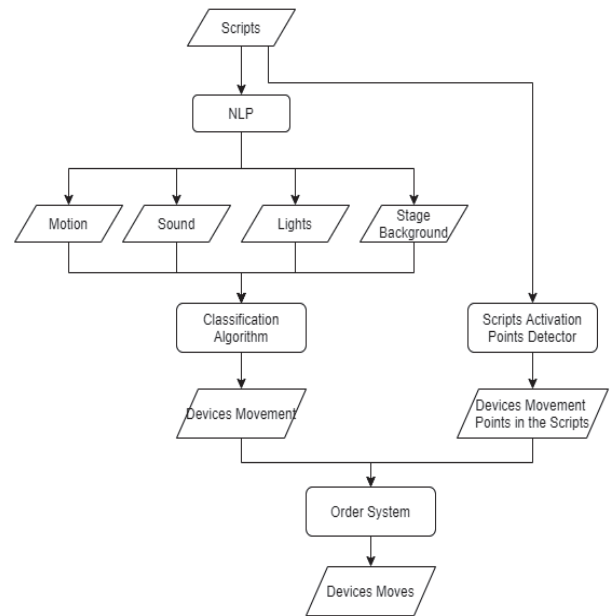 Scripts
NLP
Motion
Sound
Lights
Stage
Background
Classification
Algorithm
Scripts Activation
Points Detector
Devices Movement
Devices Movement
Points in the Scripts
Order System
Devices Moves